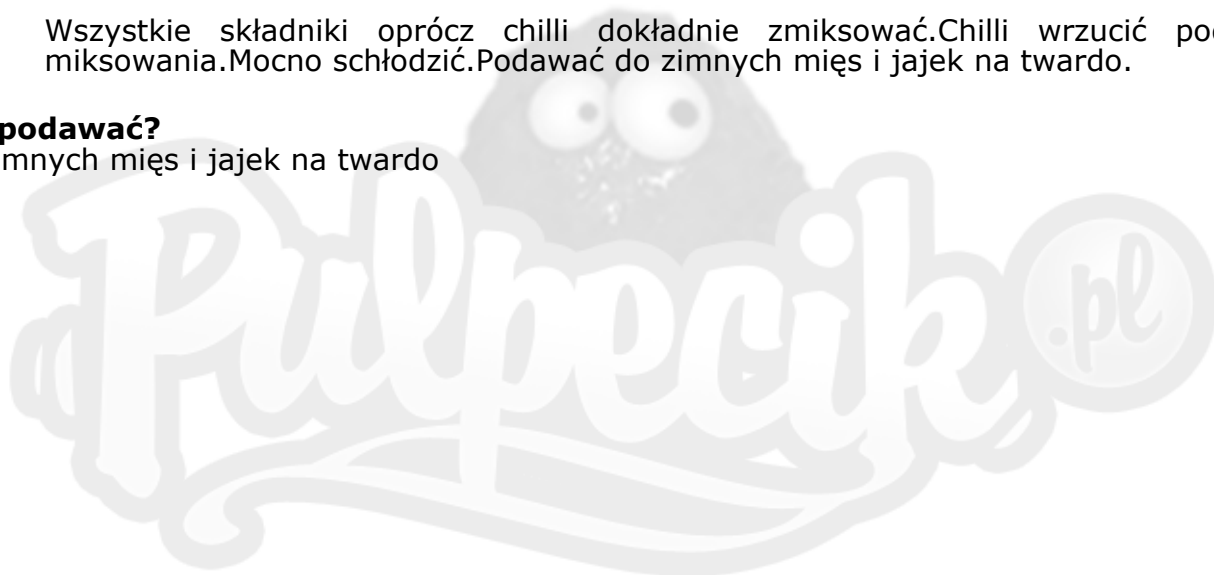 Wszystkie składniki oprócz chilli dokładnie zmiksować.Chilli wrzucić
miksowania.Mocno schłodzić.Podawać do zimnych mięs i jajek na twardo.
podawać?
mięs i jajek na twardo
Pulpecik.pl